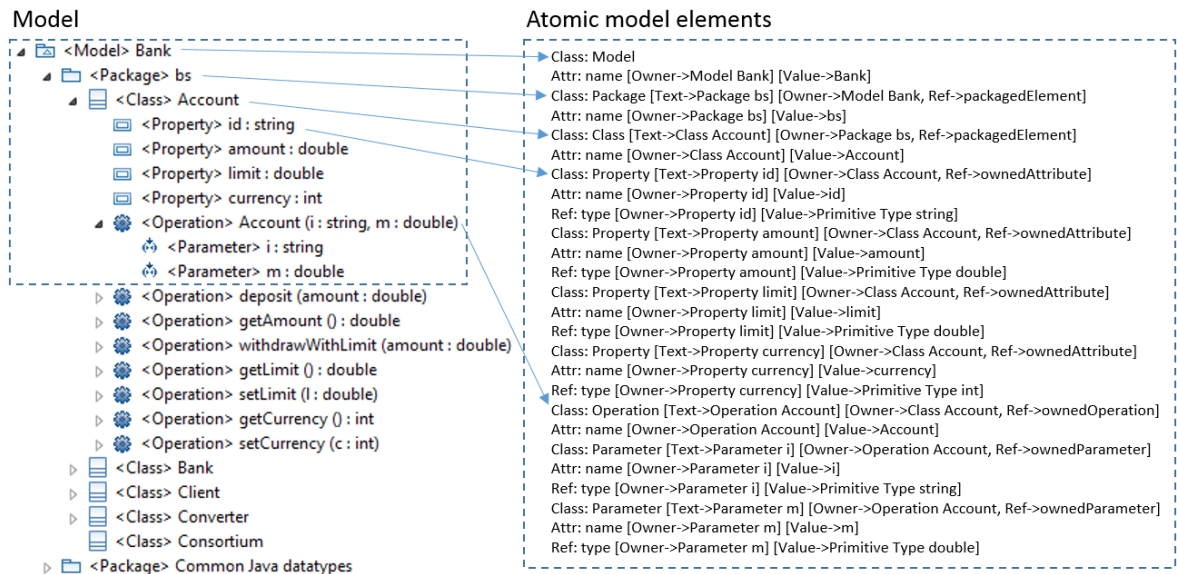 Model
<Model> Bank
<Package> bs
<Class> Account
<Property> id : string
<Property> amount : double
<Property> limit : double
<Property> currency : int
<Operation> Account (i : string, m : double)
<Parameter> i : string
<Parameter> m : double
<Operation> deposit (amount : double)
<Operation> getAmount () : double
<Operation> withdrawWithLimit (amount : double)
<Operation> getLimit () : double
<Operation> setLimit (l : double)
<Operation> getCurrency () : int
<Operation> setCurrency (c : int)
<Class> Bank
<Class> Client
<Class> Converter
<Class> Consortium
<Package> Common Java datatypes
Atomic model elements
Class: Model
Attr: name [Owner->Model Bank] [Value->Bank]
Class: Package [Text->Package bs] [Owner->Model Bank, Ref->packagedElement]
Attr: name [Owner->Package bs] [Value->bs]
Class: Class [Text->Class Account] [Owner->Package bs, Ref->packagedElement]
Attr: name [Owner->Class Account] [Value->Account]
Class: Property [Text->Property id] [Owner->Class Account, Ref->ownedAttribute]
Attr: name [Owner->Property id] [Value->id]
Ref: type [Owner->Property id] [Value->Primitive Type string]
Class: Property [Text->Property amount] [Owner->Class Account, Ref->ownedAttribute]
Attr: name [Owner->Property amount] [Value->amount]
Ref: type [Owner->Property amount] [Value->Primitive Type double]
Class: Property [Text->Property limit] [Owner->Class Account, Ref->ownedAttribute]
Attr: name [Owner->Property limit] [Value->limit]
Ref: type [Owner->Property limit] [Value->Primitive Type double]
Class: Property [Text->Property currency] [Owner->Class Account, Ref->ownedAttribute]
Attr: name [Owner->Property currency] [Value->currency]
Ref: type [Owner->Property currency] [Value->Primitive Type int]
Class: Operation [Text->Operation Account] [Owner->Class Account, Ref->ownedOperation]
Attr: name [Owner->Operation Account] [Value->Account]
Class: Parameter [Text->Parameter i] [Owner->Operation Account, Ref->ownedParameter]
Attr: name [Owner->Parameter i] [Value->i]
Ref: type [Owner->Parameter i] [Value->Primitive Type string]
Class: Parameter [Text->Parameter m] [Owner->Operation Account, Ref->ownedParameter]
Attr: name [Owner->Parameter m] [Value->m]
Ref: type [Owner->Parameter m] [Value->Primitive Type double]